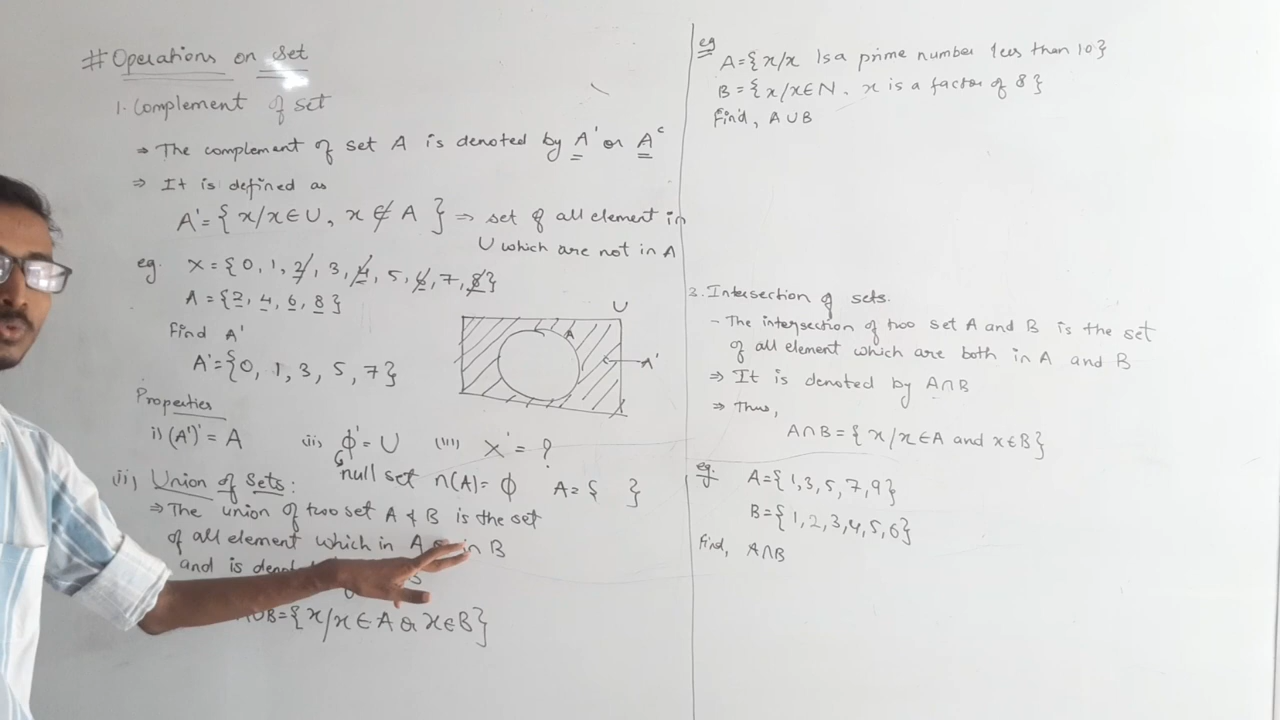 # Operations on set
1. Complement of set
⇒ The complement of set A is denoted by A' or Aᶜ
⇒ It is defined as
A' = { x/x ∈ U, x ∉ A } ⇒ set of all element in
U which are not in A
eg. X = { 0, 1, 2, 3, 4, 5, 6, 7, 8 }
A = { 2, 4, 6, 8 }
Find A'
A' = { 0, 1, 3, 5, 7 }
U
A
A'
Properties
i) (A')' = A (ii) ϕ' = U (iii) X' = ?
null set n(A) = ϕ A = { }
ii) Union of Sets :
⇒ The union of two set A & B is the set
of all element which in A in B
and is
A∪B = { x/x ∈ A or x ∈ B }
eg A = { x/x is a prime number less than 10 }
B = { x/x ∈ N, x is a factor of 8 }
Find, A ∪ B
3. Intersection of sets.
- The intersection of two set A and B is the set
of all element which are both in A and B
⇒ It is denoted by A∩B
⇒ Thus,
A∩B = { x/x ∈ A and x ∈ B }
eg. A = { 1, 3, 5, 7, 9 }
B = { 1, 2, 3, 4, 5, 6 }
Find, A∩B